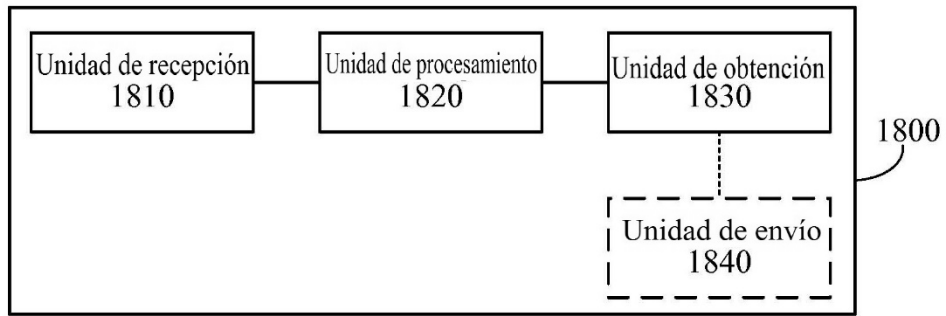 Unidad de recepción
1810
Unidad de procesamiento
1820
Unidad de obtención
1830
1800
Unidad de envío
1840